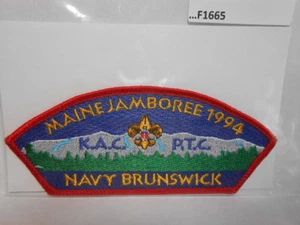 ...F1665
MAINE JAMBOREE 1994
K.A.C. P.T.C.
NAVY BRUNSWICK